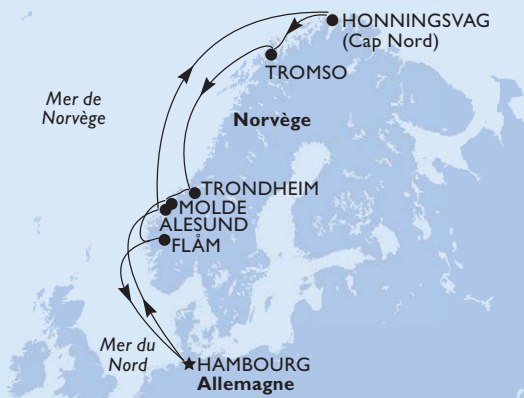 HONNINGSVAG
(Cap Nord)
TROMSO
Mer de
Norvège
Norvège
TRONDHEIM
MOLDE
ALESUND
FLÅM
Mer du
Nord
HAMBOURG
Allemagne